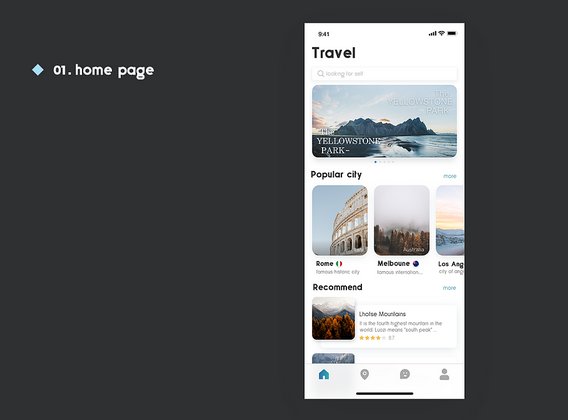 01. home page
9:41
Travel
looking for self
The
YELLOWSTONE
PARK~
The
YELLOWSTONE
PARK~
Popular city
more
Australia
Rome
Melboune
Los Ang
famous historic city
famous internation...
city of ang
Recommend
more
Lhotse Mountains
It is the fourth highest mountain in the
world. Luozi means "south peak" ...
8.7